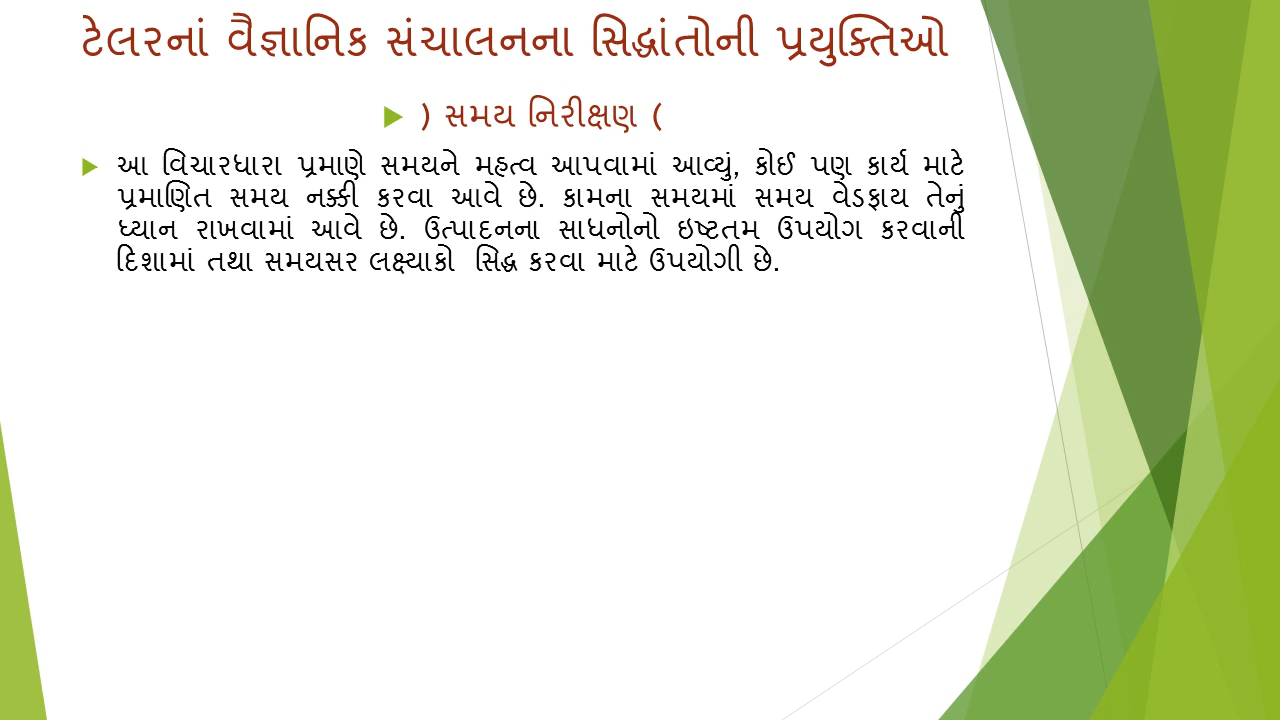 ટેલરનાં વૈજ્ઞાનિક સંચાલનના સિદ્ધાંતોની પ્રયુક્તિઓ
) સમય નિરીક્ષણ (
આ વિચારધારા પ્રમાણે સમયને મહત્વ આપવામાં આવ્યું, કોઈ પણ કાર્ય માટે
પ્રમાણિત સમય નક્કી કરવા આવે છે. કામના સમયમાં સમય વેડફાય તેનું
ધ્યાન રાખવામાં આવે છે. ઉત્પાદનના સાધનોનો ઇષ્ટતમ ઉપયોગ કરવાની
દિશામાં તથા સમયસર લક્ષ્યાકો સિદ્ધ કરવા માટે ઉપયોગી છે.